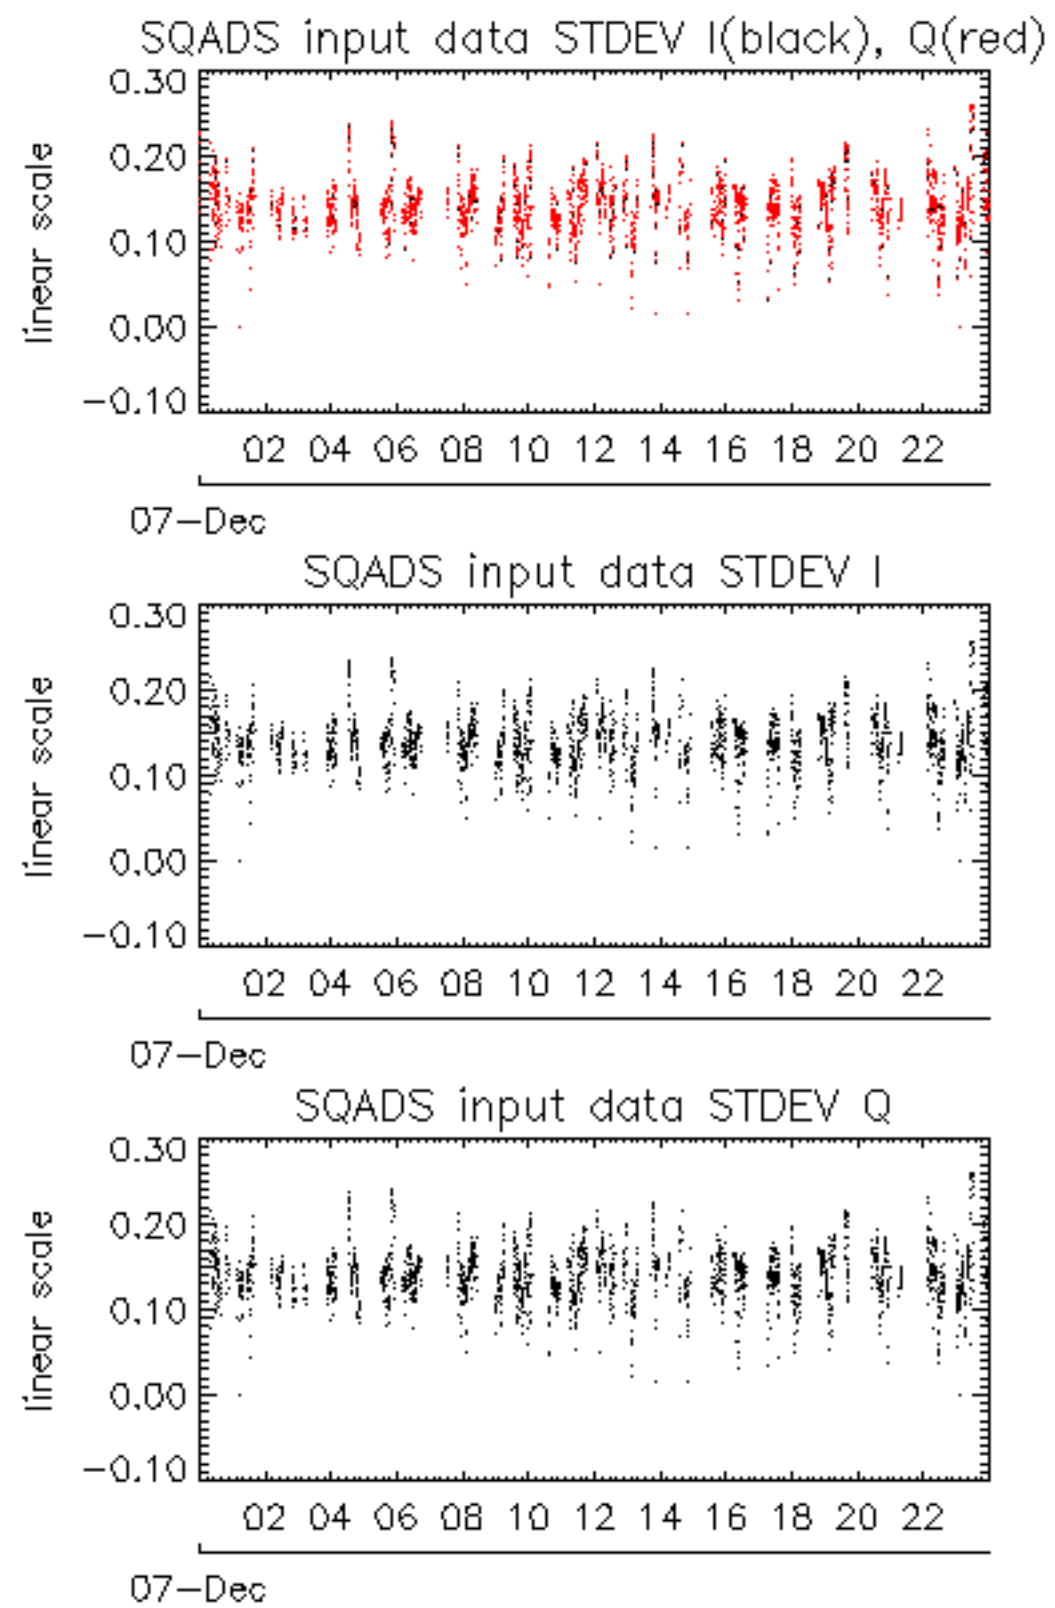 SQADS input data STDEV I(black), Q(red)
0.30
0.20
0.10
0.00
-0.10
linear scale
02 04 06 08 10 12 14 16 18 20 22
07-Dec
SQADS input data STDEV I
0.30
0.20
0.10
0.00
-0.10
linear scale
02 04 06 08 10 12 14 16 18 20 22
07-Dec
SQADS input data STDEV Q
0.30
0.20
0.10
0.00
-0.10
linear scale
02 04 06 08 10 12 14 16 18 20 22
07-Dec